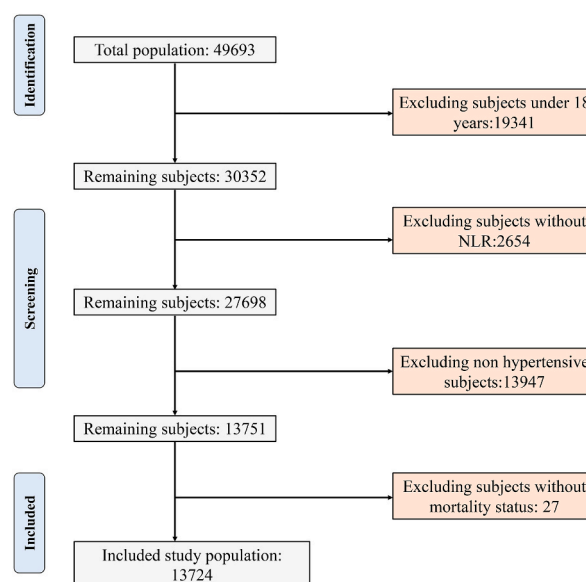 Identification
Total population: 49693
Excluding subjects under 18
years:19341
Remaining subjects: 30352
Screening
Excluding subjects without
NLR:2654
Remaining subjects: 27698
Excluding non hypertensive
subjects:13947
Remaining subjects: 13751
Included
Excluding subjects without
mortality status: 27
Included study population:
13724